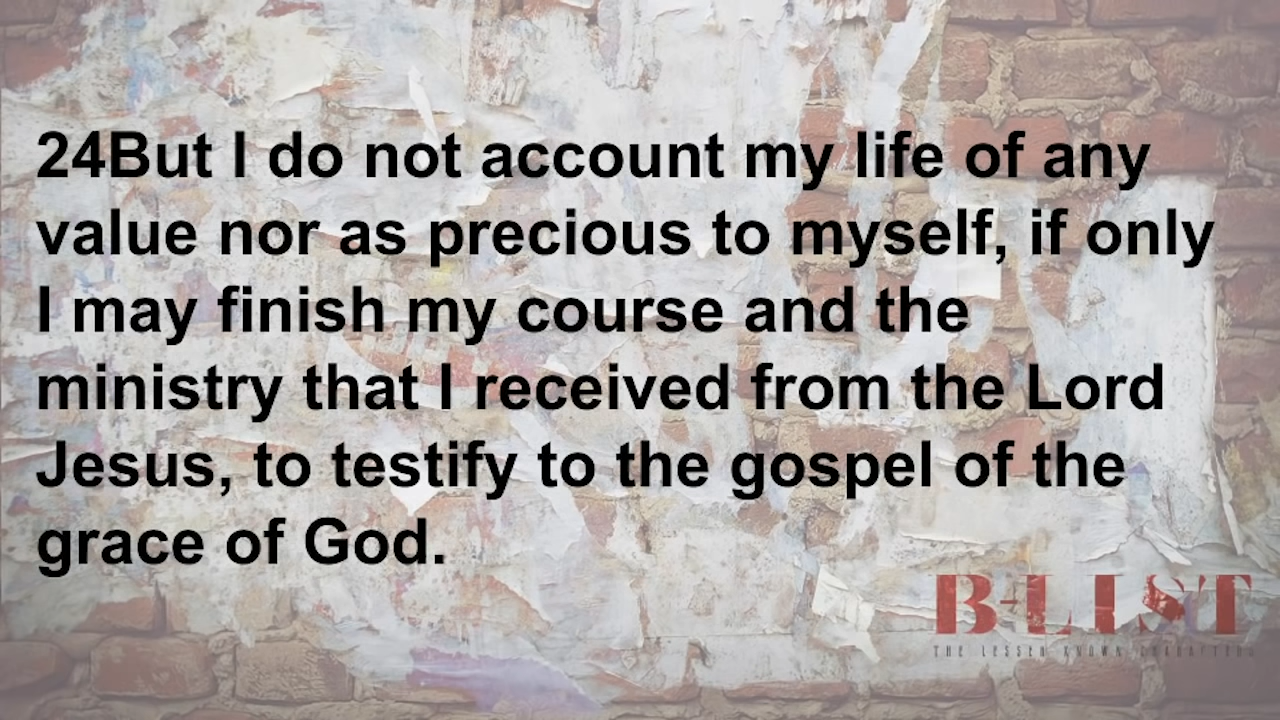 24But I do not account my life of any
value nor as precious to myself, if only
I may finish my course and the
ministry that I received from the Lord
Jesus, to testify to the gospel of the
grace of God.
B-LIST
THE LESSER KNOWN CHARACTERS